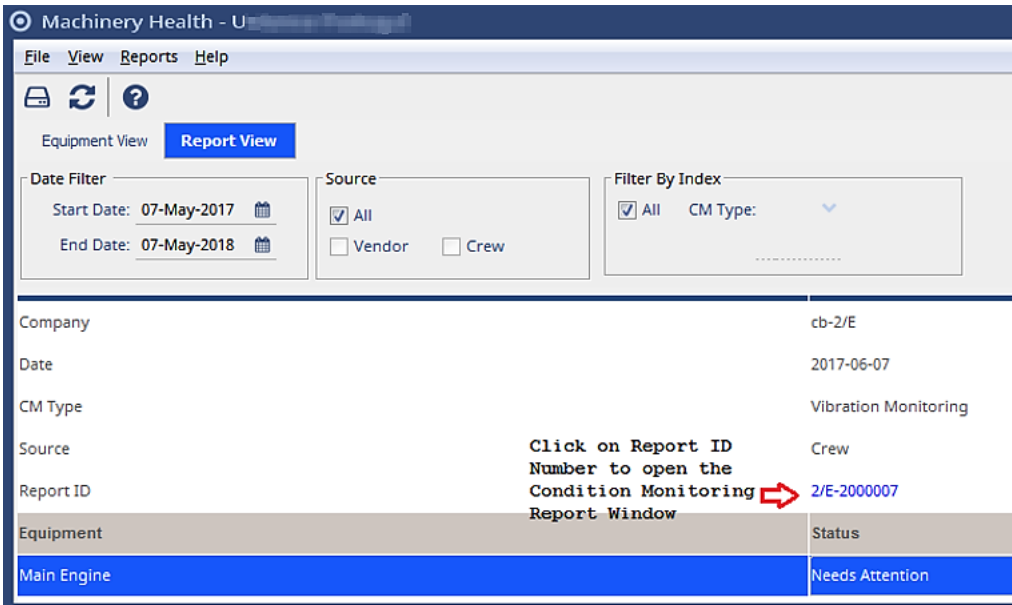 Machinery Health -
File View Reports Help
Equipment View Report View
Date Filter Source Filter By Index
Start Date: 07-May-2017 All All CM Type:
End Date: 07-May-2018 Vendor Crew
Company cb-2/E
Date 2017-06-07
CM Type Vibration Monitoring
Source Crew
Report ID 2/E-2000007
Click on Report ID
Number to open the
Condition Monitoring
Report Window
Equipment Status
Main Engine Needs Attention